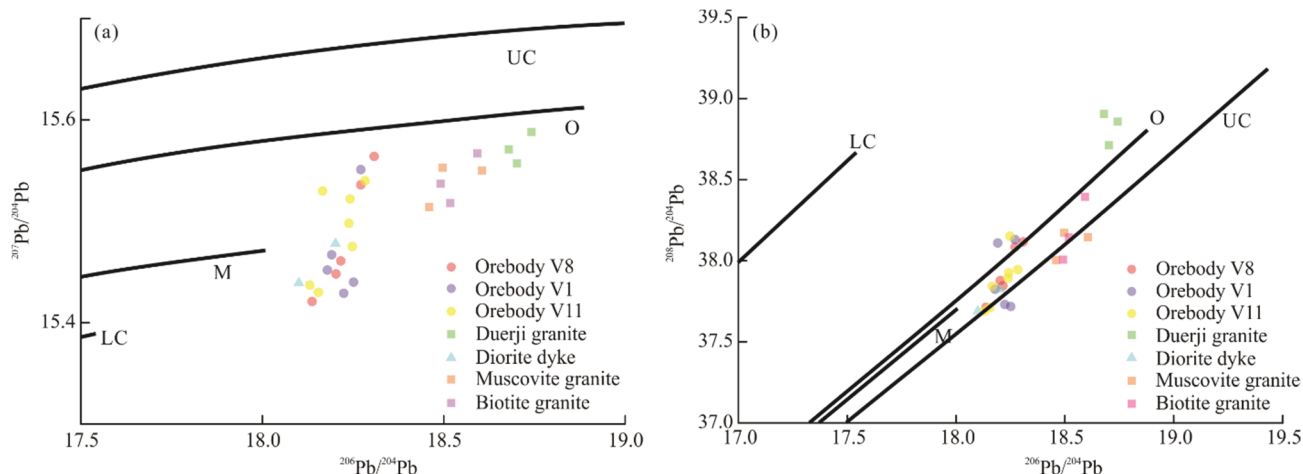 (a)
UC
15.6
O
²⁰⁷Pb/²⁰⁴Pb
M
15.4
LC
Orebody V8
Orebody V1
Orebody V11
Duerji granite
Diorite dyke
Muscovite granite
Biotite granite
17.5 18.0 18.5 19.0
²⁰⁶Pb/²⁰⁴Pb
39.5
(b)
39.0
O
UC
LC
38.5
²⁰⁸Pb/²⁰⁴Pb
38.0
Orebody V8
Orebody V1
Orebody V11
37.5
M
Duerji granite
Diorite dyke
Muscovite granite
Biotite granite
37.0
17.0 17.5 18.0 18.5 19.0 19.5
²⁰⁶Pb/²⁰⁴Pb